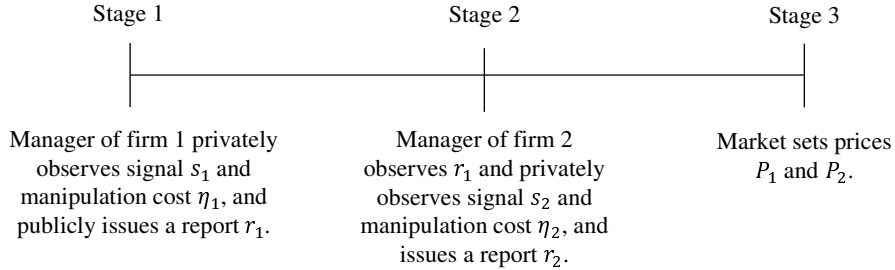 Stage 1
Stage 2
Stage 3
Manager of firm 1 privately
observes signal s₁ and
manipulation cost η₁, and
publicly issues a report r₁.
Manager of firm 2
observes r₁ and privately
observes signal s₂ and
manipulation cost η₂, and
issues a report r₂.
Market sets prices
P₁ and P₂.